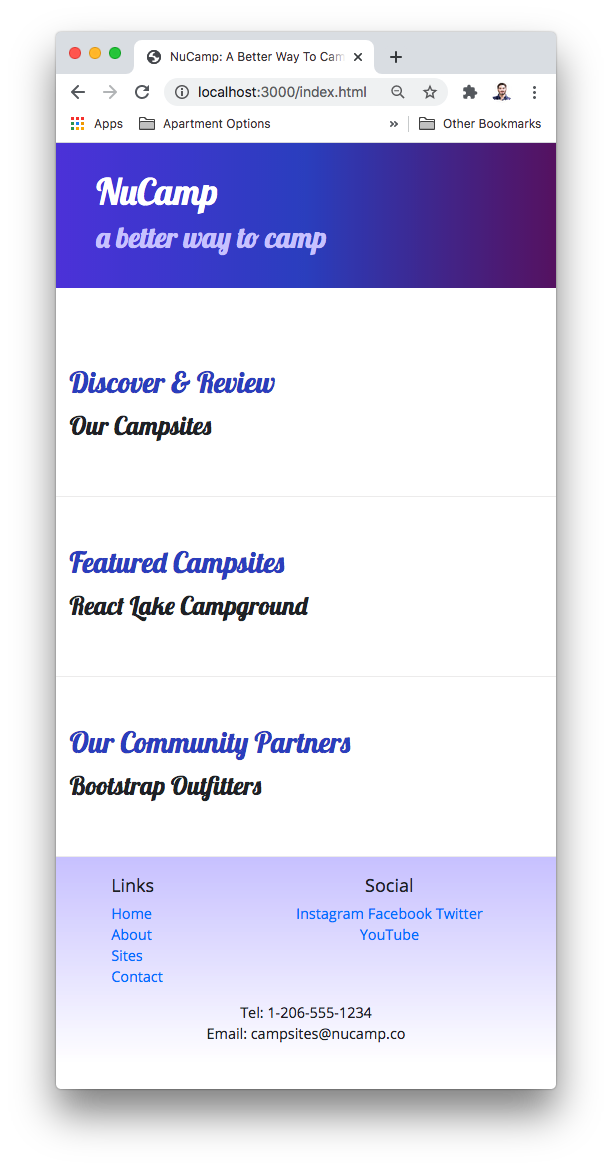 NuCamp: A Better Way To Cam
localhost:3000/index.html
Apps Apartment Options » Other Bookmarks
NuCamp
a better way to camp
Discover & Review
Our Campsites
Featured Campsites
React Lake Campground
Our Community Partners
Bootstrap Outfitters
Links
Home
About
Sites
Contact
Social
Instagram Facebook Twitter
YouTube
Tel: 1-206-555-1234
Email: campsites@nucamp.co